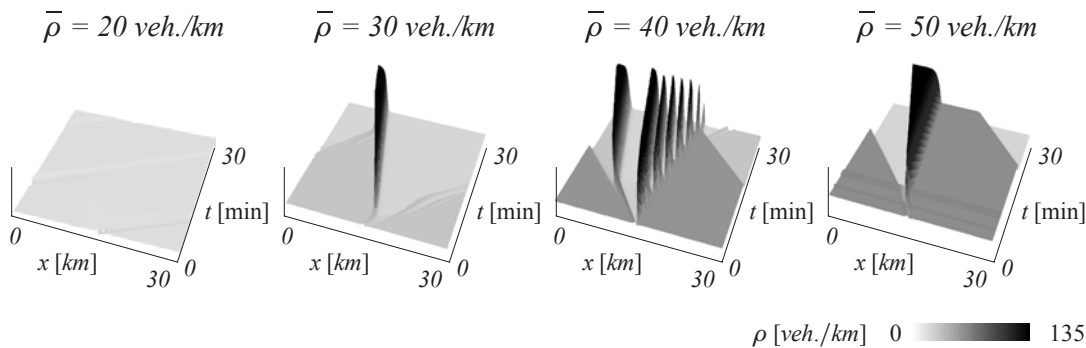 ρ̅ = 20 veh./km
ρ̅ = 30 veh./km
ρ̅ = 40 veh./km
ρ̅ = 50 veh./km
30
t [min]
0
x [km]
30
0
30
t [min]
0
x [km]
30
0
30
t [min]
0
x [km]
30
0
30
t [min]
0
x [km]
30
0
ρ [veh./km] 0 135